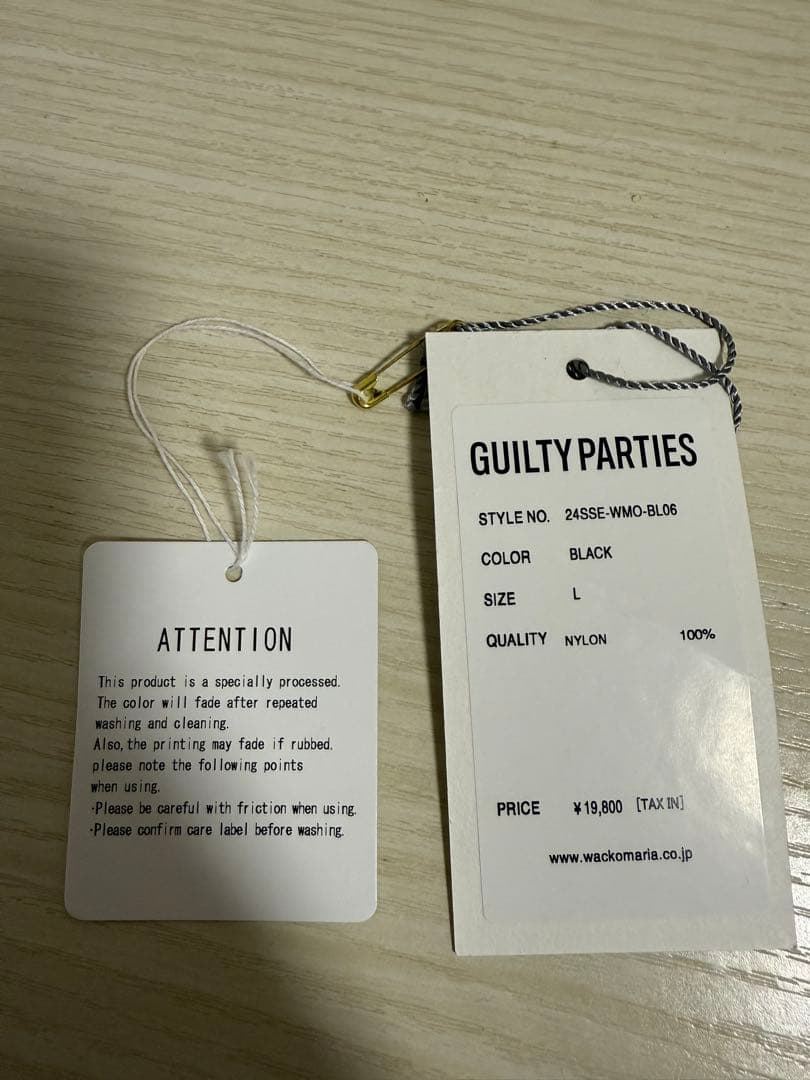 ATTENTION
This product is a specially processed.
The color will fade after repeated
washing and cleaning.
Also, the printing may fade if rubbed.
please note the following points
when using.
·Please be careful with friction when using.
·Please confirm care label before washing.
GUILTY PARTIES
STYLE NO. 24SSE-WMO-BL06
COLOR BLACK
SIZE L
QUALITY NYLON 100%
PRICE ¥19,800 [TAX IN]
www.wackomaria.co.jp